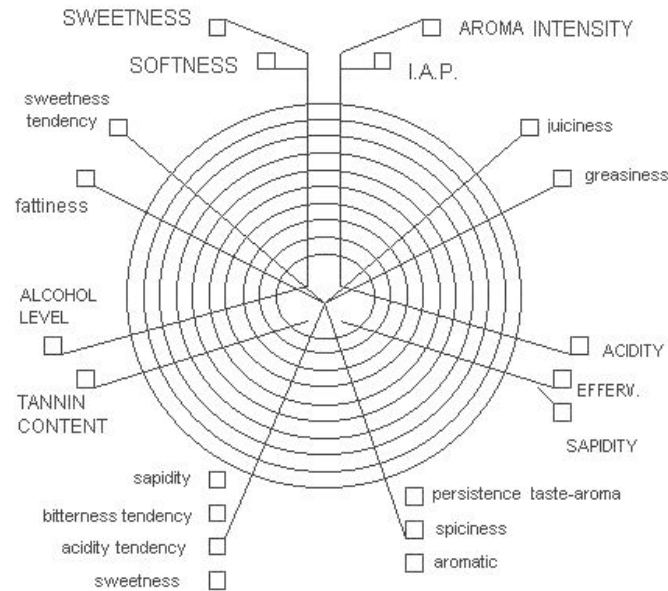 SWEETNESS
AROMA INTENSITY
SOFTNESS
I.A.P.
sweetness
tendency
juiciness
greasiness
fattiness
ALCOHOL
LEVEL
ACIDITY
EFFERV.
TANNIN
CONTENT
SAPIDITY
sapidity
bitterness tendency
acidity tendency
sweetness
persistence taste-aroma
spiciness
aromatic